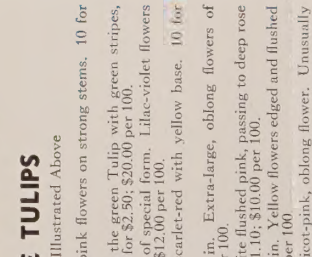 TULIPS
Illustrated Above
pink flowers on strong stems. 10 for
the green Tulip with green stripes,
for $2.50; $20.00 per 100.
of special form. Lilac-violet flowers
$12.00 per 100.
carlet-red with yellow base. 10 for
in. Extra-large, oblong flowers of
r 100.
te flushed pink, passing to deep rose
1.10; $10.00 per 100.
in. Yellow flowers edged and flushed
per 100
icot-pink, oblong flower. Unusually